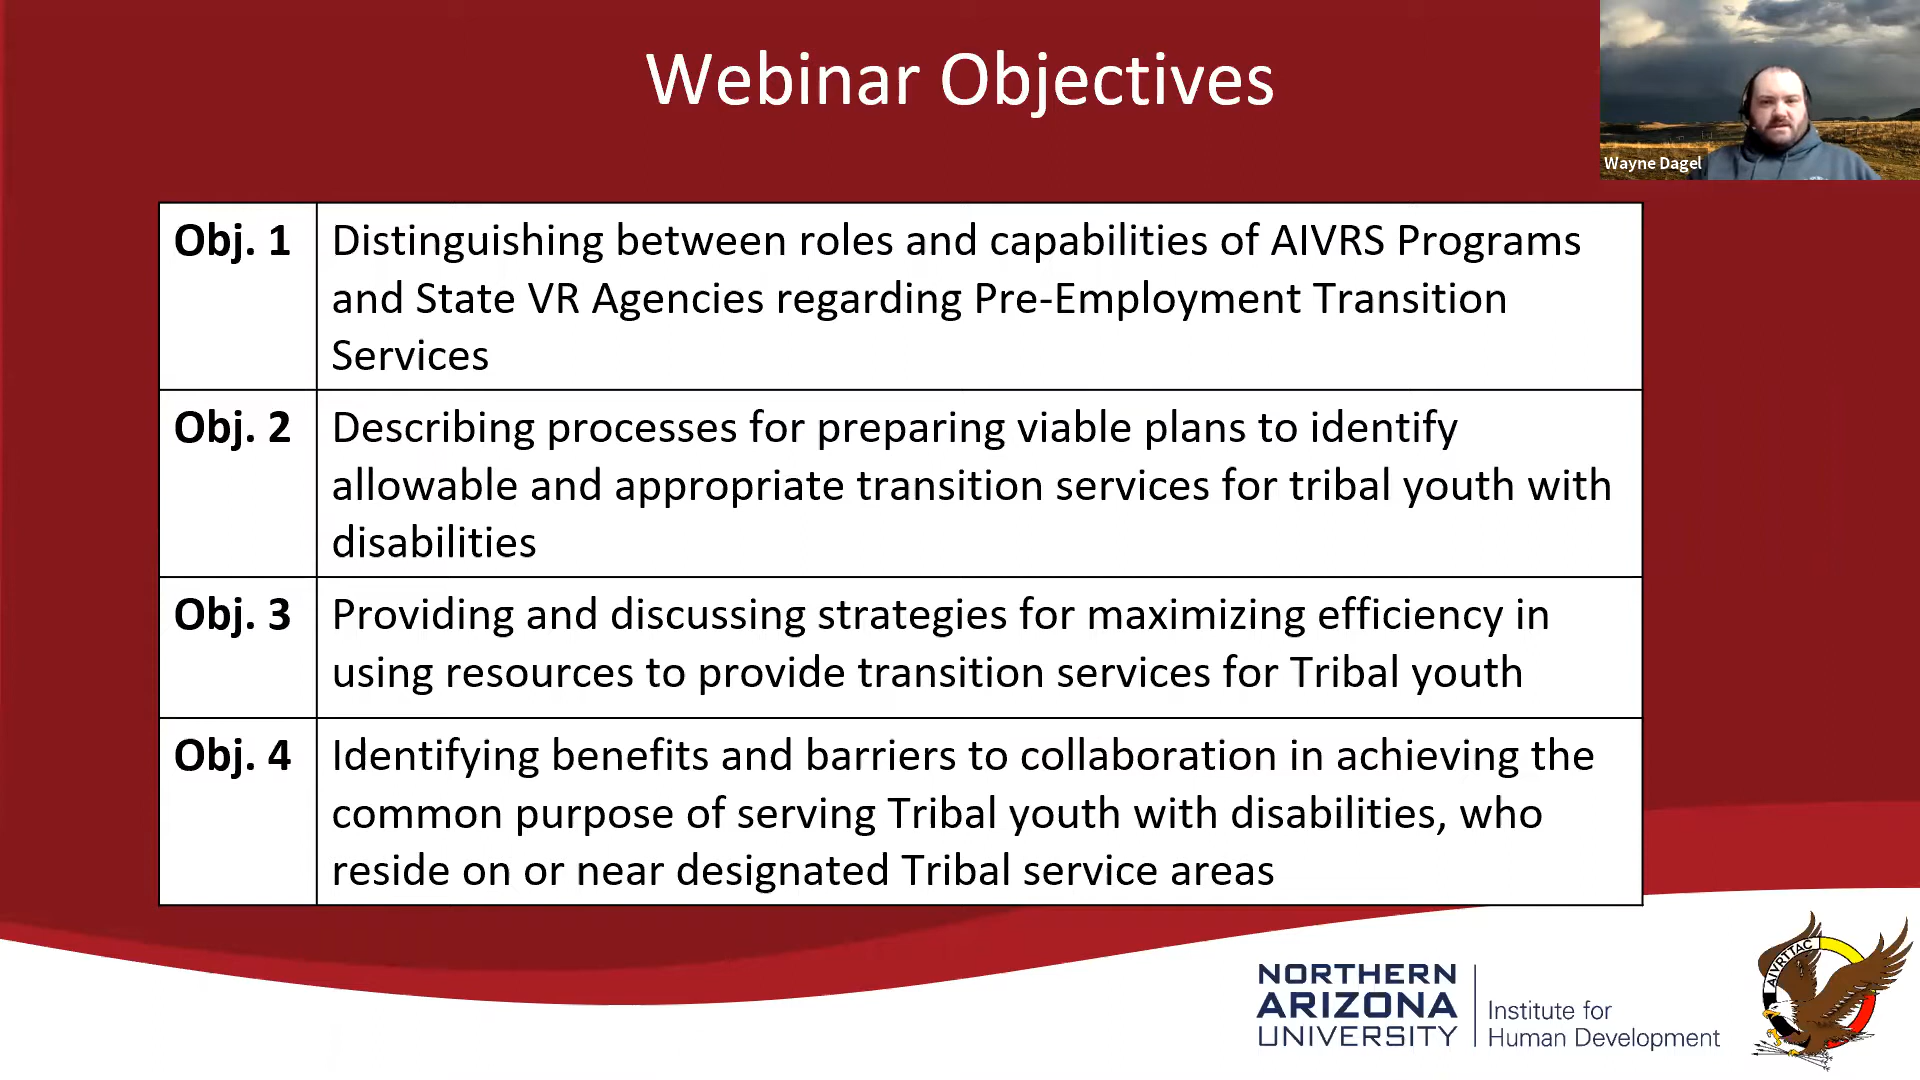 Webinar Objectives
Wayne Dagel
Obj. 1
Distinguishing between roles and capabilities of AIVRS Programs
and State VR Agencies regarding Pre-Employment Transition
Services
Obj. 2
Describing processes for preparing viable plans to identify
allowable and appropriate transition services for tribal youth with
disabilities
Obj. 3
Providing and discussing strategies for maximizing efficiency in
using resources to provide transition services for Tribal youth
Obj. 4
Identifying benefits and barriers to collaboration in achieving the
common purpose of serving Tribal youth with disabilities, who
reside on or near designated Tribal service areas
NORTHERN
ARIZONA
UNIVERSITY
Institute for
Human Development
AIVRTTAC